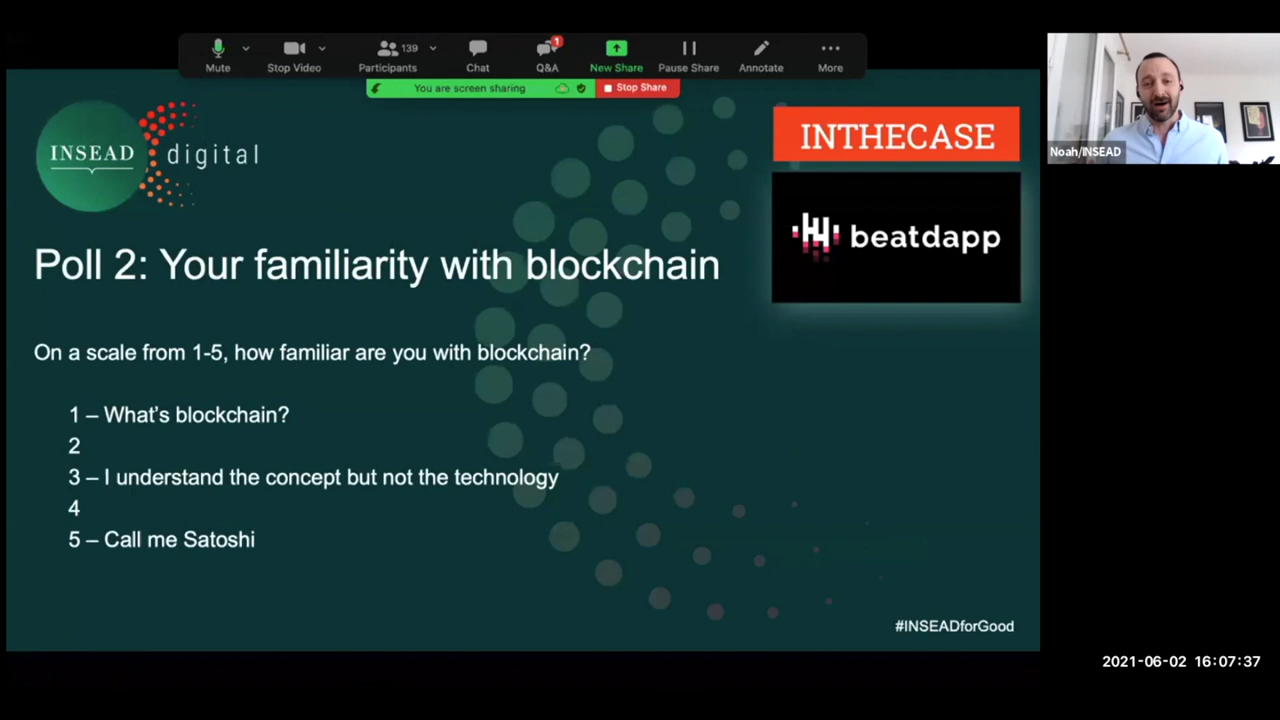 139
1
Mute
Stop Video
Participants
Chat
Q&A
New Share
Pause Share
Annotate
More
You are screen sharing
Stop Share
INSEAD
digital
INTHECASE
beatdapp
Noah/INSEAD
Poll 2: Your familiarity with blockchain
On a scale from 1-5, how familiar are you with blockchain?
1 – What's blockchain?
2
3 – I understand the concept but not the technology
4
5 – Call me Satoshi
#INSEADforGood
2021-06-02 16:07:37